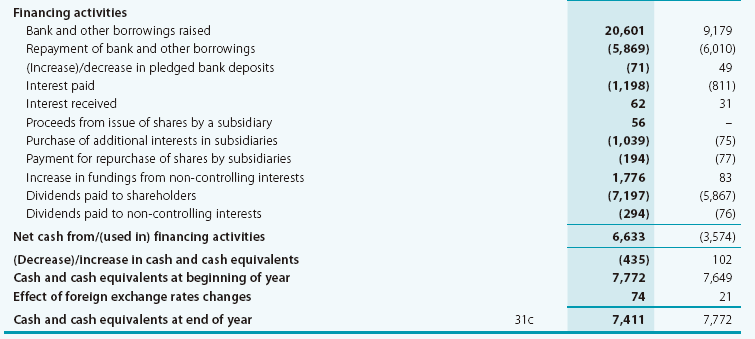 Financing activities
Bank and other borrowings raised 20,601 9,179
Repayment of bank and other borrowings (5,869) (6,010)
(Increase)/decrease in pledged bank deposits (71) 49
Interest paid (1,198) (811)
Interest received 62 31
Proceeds from issue of shares by a subsidiary 56 –
Purchase of additional interests in subsidiaries (1,039) (75)
Payment for repurchase of shares by subsidiaries (194) (77)
Increase in fundings from non-controlling interests 1,776 83
Dividends paid to shareholders (7,197) (5,867)
Dividends paid to non-controlling interests (294) (76)
Net cash from/(used in) financing activities 6,633 (3,574)
(Decrease)/increase in cash and cash equivalents (435) 102
Cash and cash equivalents at beginning of year 7,772 7,649
Effect of foreign exchange rates changes 74 21
Cash and cash equivalents at end of year 31c 7,411 7,772